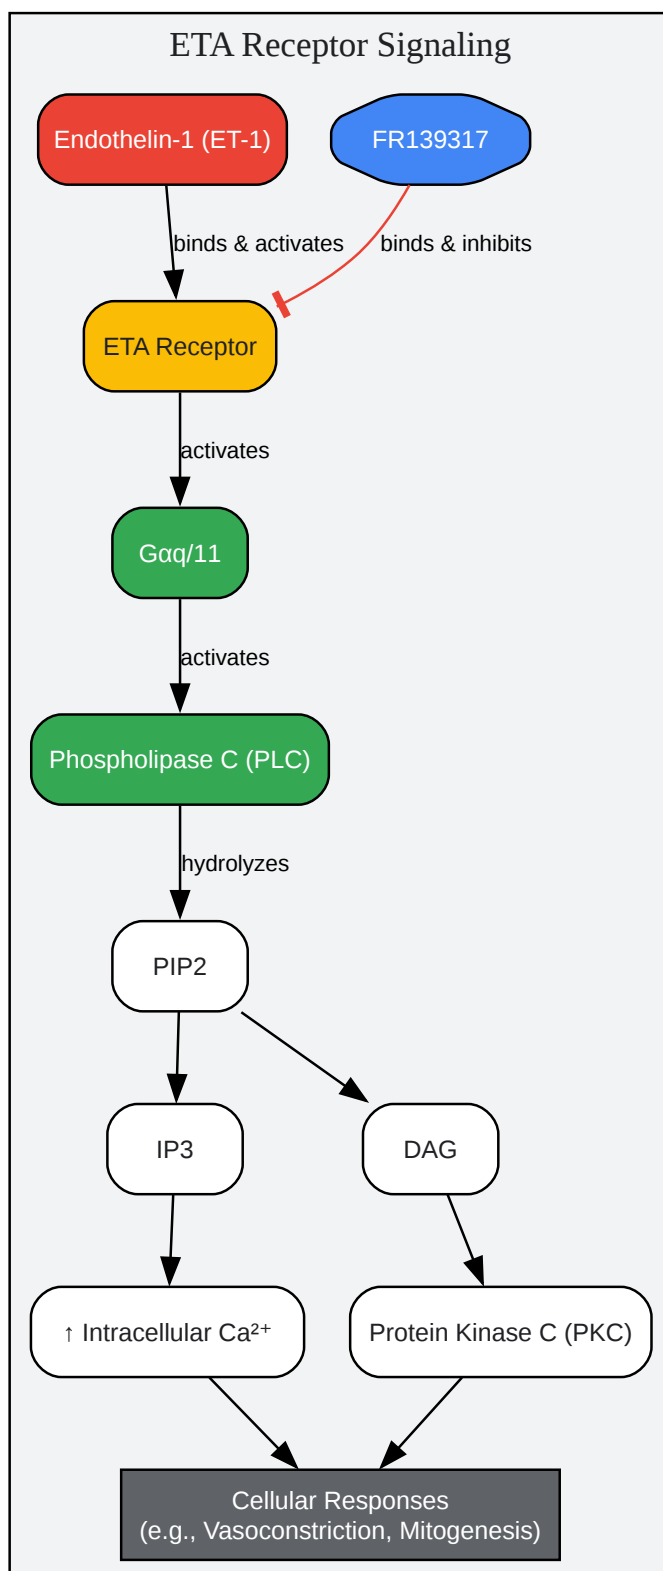 ETA Receptor Signaling
Endothelin-1 (ET-1)
FR139317
binds & activates
binds & inhibits
ETA Receptor
activates
Gαq/11
activates
Phospholipase C (PLC)
hydrolyzes
PIP2
IP3
DAG
↑ Intracellular Ca²⁺
Protein Kinase C (PKC)
Cellular Responses
(e.g., Vasoconstriction, Mitogenesis)